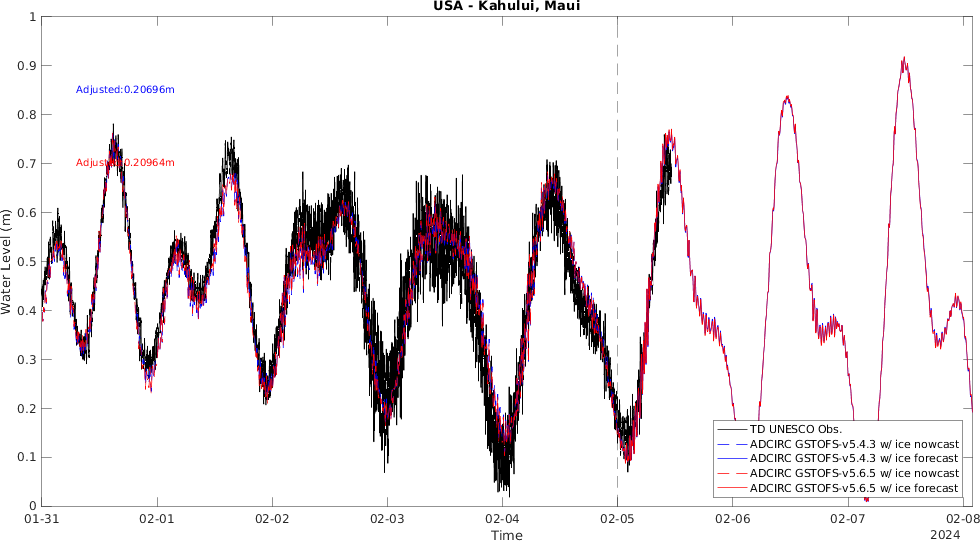 USA - Kahului, Maui
1
0.9
0.8
0.7
0.6
0.5
0.4
0.3
0.2
0.1
0
Water Level (m)
Adjusted:0.20696m
Adjusted:0.20964m
TD UNESCO Obs.
ADCIRC GSTOFS-v5.4.3 w/ ice nowcast
ADCIRC GSTOFS-v5.4.3 w/ ice forecast
ADCIRC GSTOFS-v5.6.5 w/ ice nowcast
ADCIRC GSTOFS-v5.6.5 w/ ice forecast
01-31 02-01 02-02 02-03 02-04 02-05 02-06 02-07 02-08
Time 2024